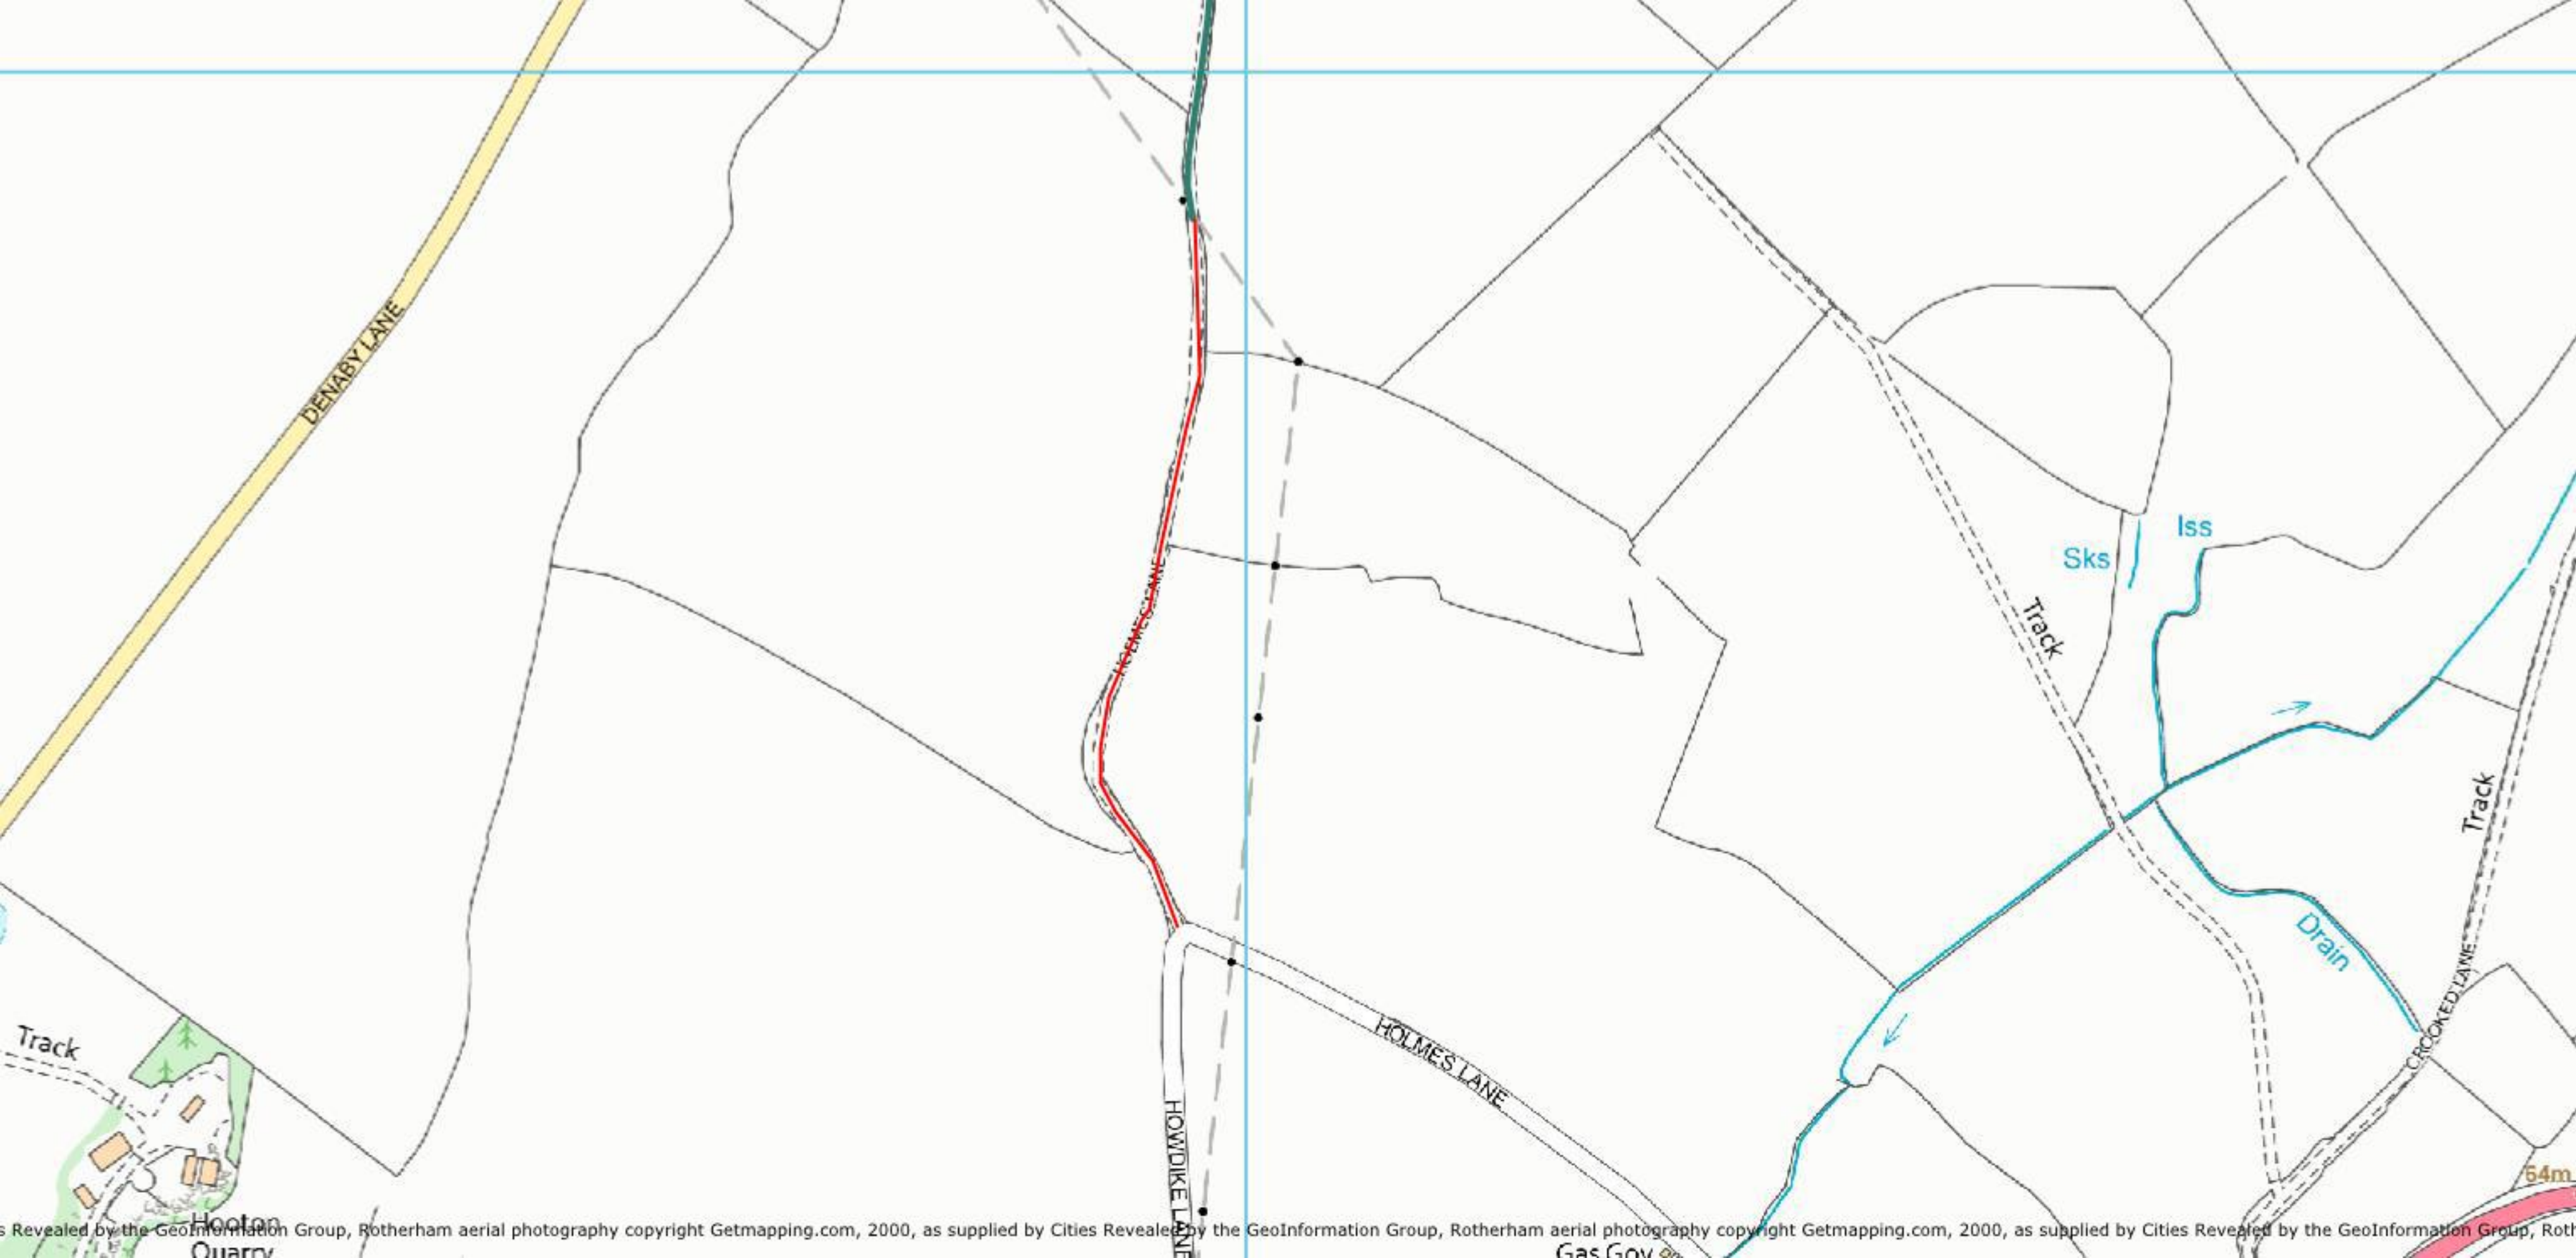 DENABY LANE
Iss
Sks
HOLMES LANE
Track
Track
Drain
CROOKED LANE
Track
HOLMES LANE
HOWDIKE LANE
64m
Hooton
s Revealed by the GeoInformation Group, Rotherham aerial photography copyright Getmapping.com, 2000, as supplied by Cities Revealed by the GeoInformation Group, Rotherham aerial photography copyright Getmapping.com, 2000, as supplied by Cities Revealed by the GeoInformation Group, Roth
Quarry
Gas Gov